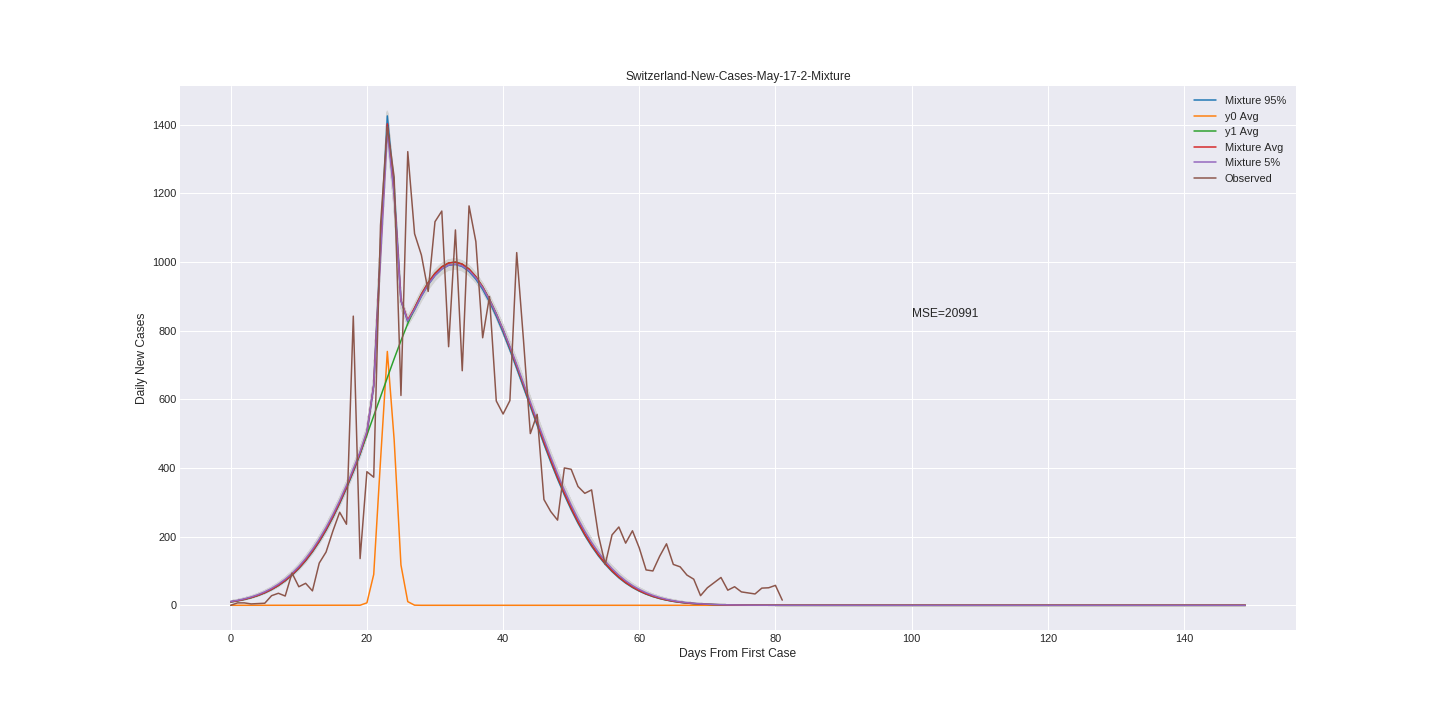 Switzerland-New-Cases-May-17-2-Mixture
Mixture 95%
y0 Avg
y1 Avg
Mixture Avg
Mixture 5%
Observed
MSE=20991
Daily New Cases
1400
1200
1000
800
600
400
200
0
0 20 40 60 80 100 120 140
Days From First Case